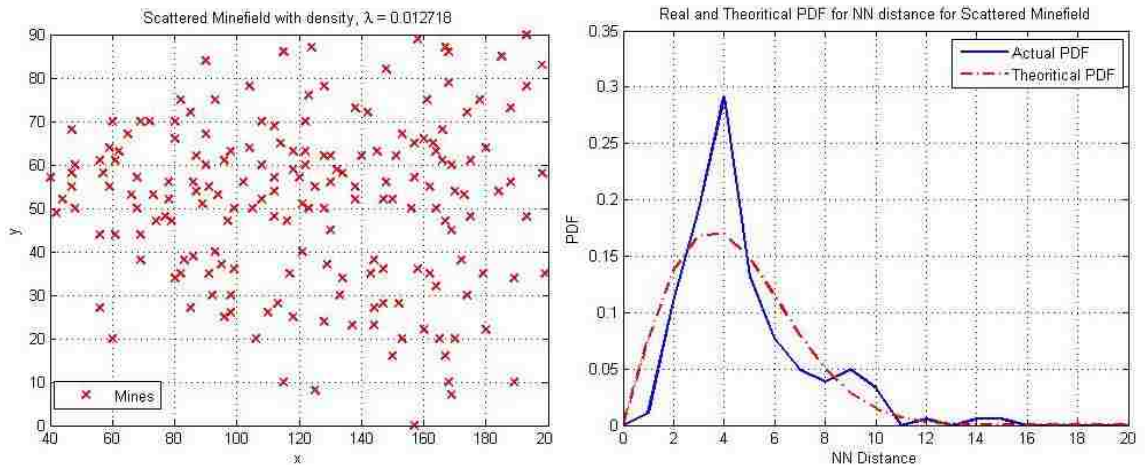 Scattered Minefield with density, λ = 0.012718
90
80
70
60
50
40
30
20
10
0
y
40 60 80 100 120 140 160 180 200
x
Mines
Real and Theoritical PDF for NN distance for Scattered Minefield
0.35
0.3
0.25
0.2
0.15
0.1
0.05
0
PDF
0 2 4 6 8 10 12 14 16 18 20
NN Distance
Actual PDF
Theoritical PDF